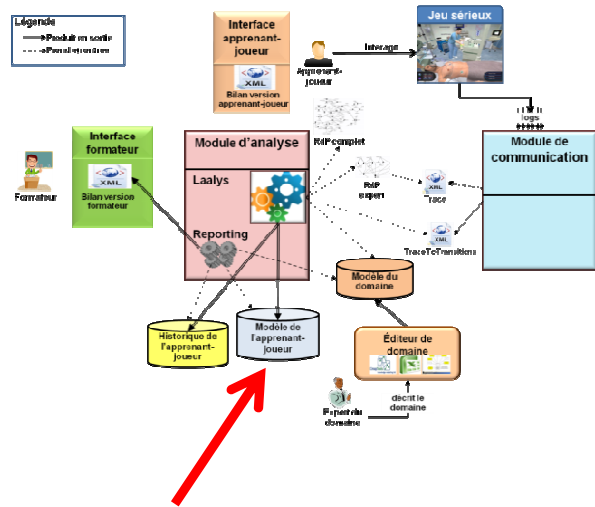 Légende
Produit en sortie
Prend en entrée
Interface
apprenant-
joueur
XML
Bilan version
apprenant-joueur
Apprenant-
joueur
Interagit
Jeu sérieux
logs
Module de
communication
Interface
formateur
XML
Bilan version
formateur
Formateur
Module d'analyse
Laalys
Reporting
RdP complet
RdP
expert
XML
Trace
XML
TraceToTransitions
Modèle du
domaine
Historique de
l'apprenant-
joueur
Modèle de
l'apprenant-
joueur
Éditeur de
domaine
Expert du
domaine
décrit le
domaine